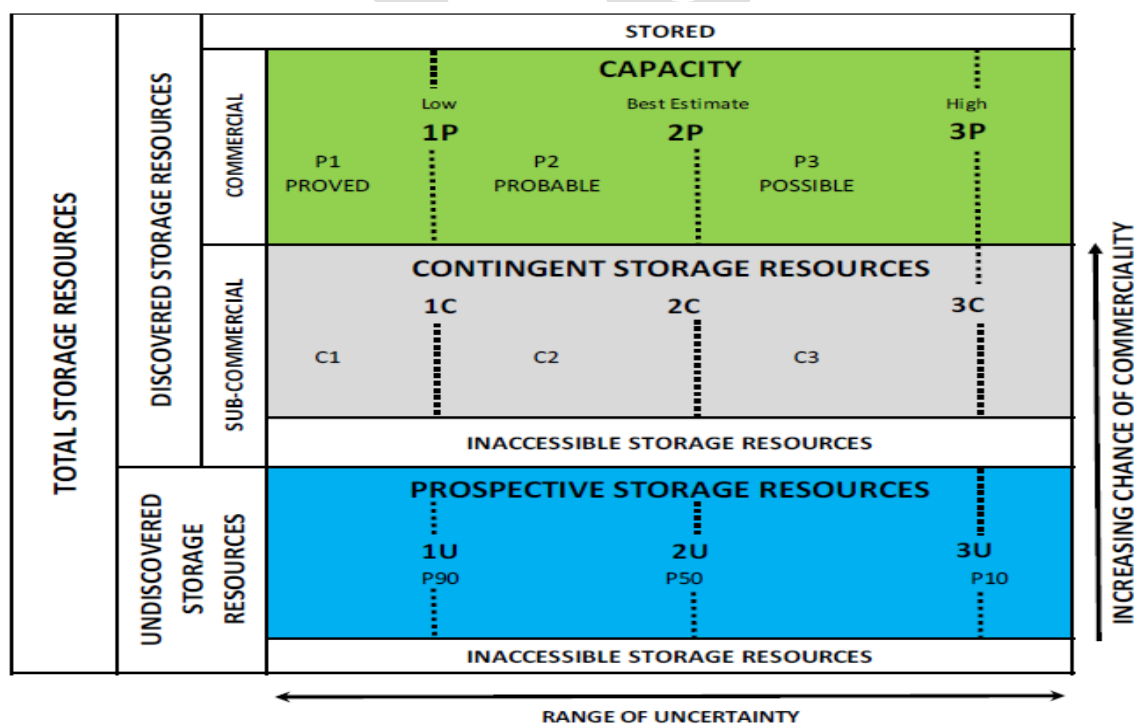 STORED
CAPACITY
Low Best Estimate High
1P 2P 3P
P1 P2 P3
PROVED PROBABLE POSSIBLE
CONTINGENT STORAGE RESOURCES
1C 2C 3C
C1 C2 C3
INACCESSIBLE STORAGE RESOURCES
PROSPECTIVE STORAGE RESOURCES
1U 2U 3U
P90 P50 P10
INACCESSIBLE STORAGE RESOURCES
RANGE OF UNCERTAINTY
TOTAL STORAGE RESOURCES
DISCOVERED STORAGE RESOURCES
COMMERCIAL
SUB-COMMERCIAL
UNDISCOVERED
STORAGE
RESOURCES
INCREASING CHANCE OF COMMERCIALITY